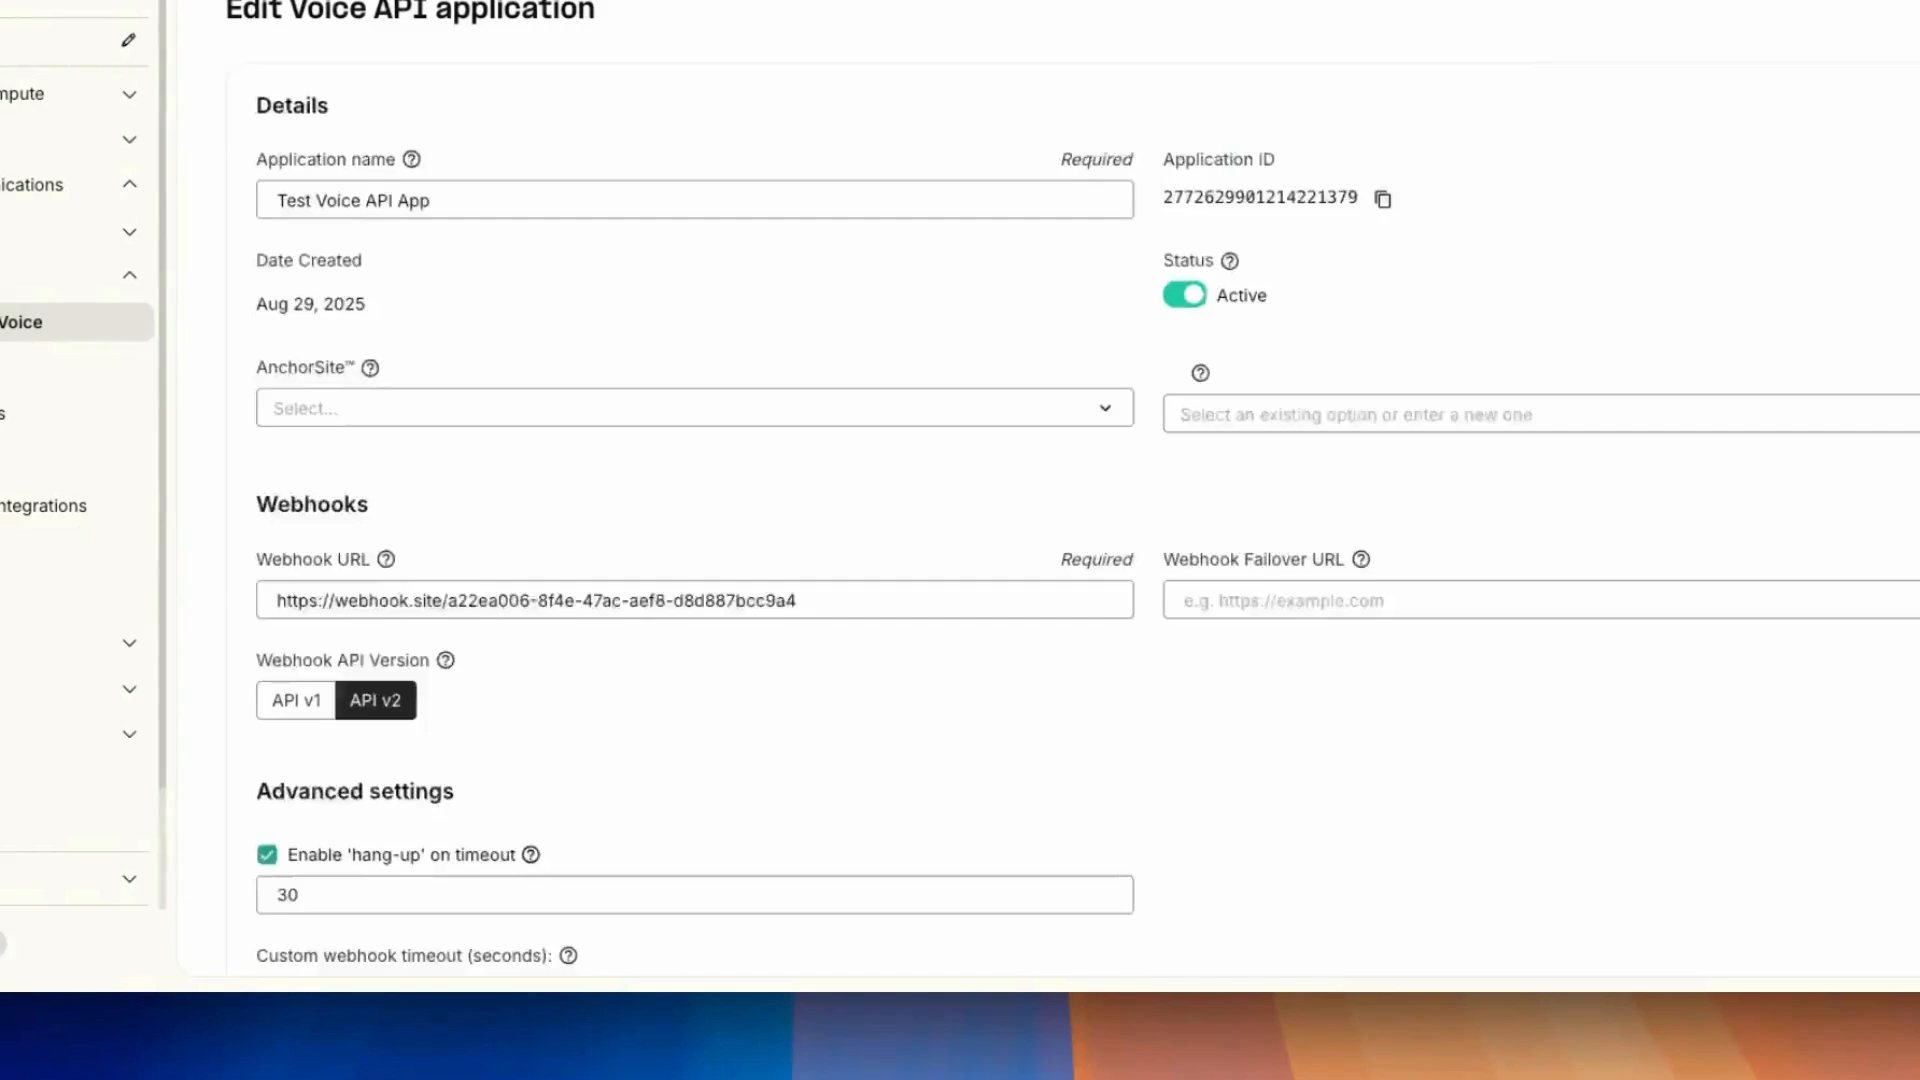 Edit Voice API application
mpute
ications
Voice
s
ntegrations
Details
Application name
Required
Test Voice API App
Application ID
2772629901214221379
Date Created
Aug 29, 2025
Status
Active
AnchorSite™
Select...
Select an existing option or enter a new one
Webhooks
Webhook URL
Required
https://webhook.site/a22ea006-8f4e-47ac-aef8-d8d887bcc9a4
Webhook Failover URL
e.g. https://example.com
Webhook API Version
API v1
API v2
Advanced settings
Enable 'hang-up' on timeout
30
Custom webhook timeout (seconds):